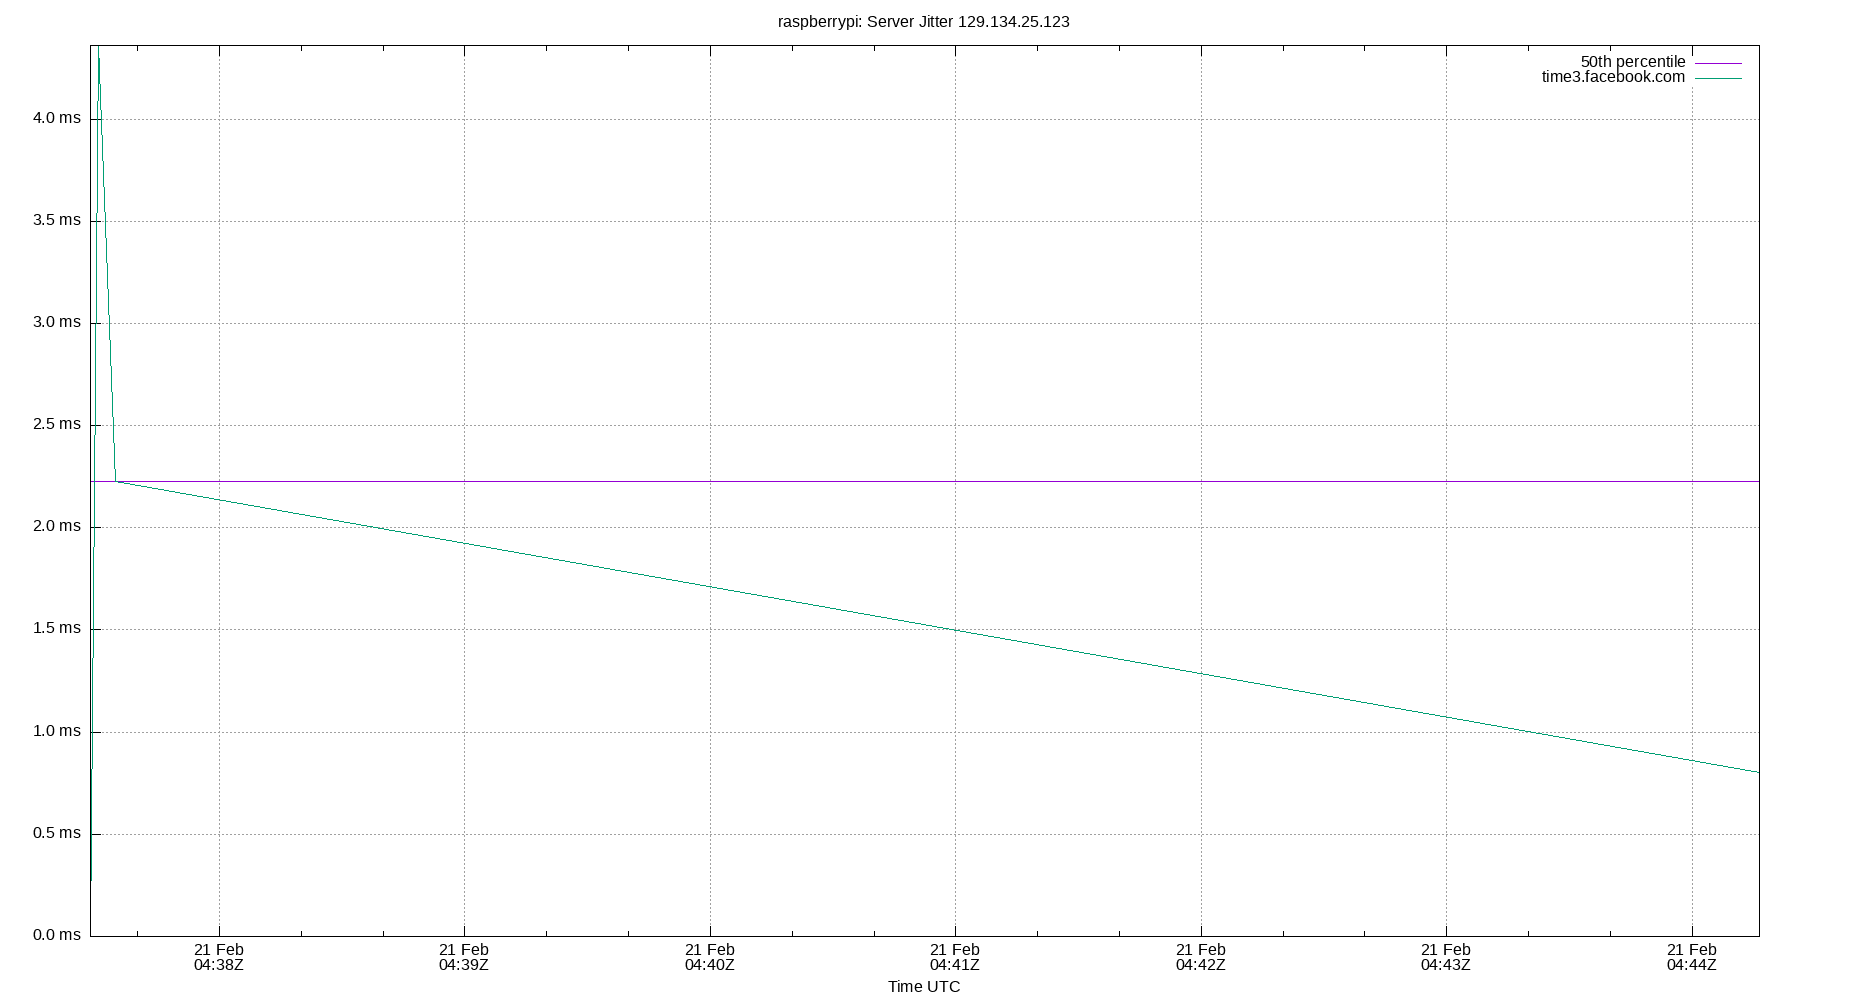 raspberrypi: Server Jitter 129.134.25.123
50th percentile
time3.facebook.com
4.0 ms
3.5 ms
3.0 ms
2.5 ms
2.0 ms
1.5 ms
1.0 ms
0.5 ms
0.0 ms
21 Feb 21 Feb 21 Feb 21 Feb 21 Feb 21 Feb 21 Feb
04:38Z 04:39Z 04:40Z 04:41Z 04:42Z 04:43Z 04:44Z
Time UTC